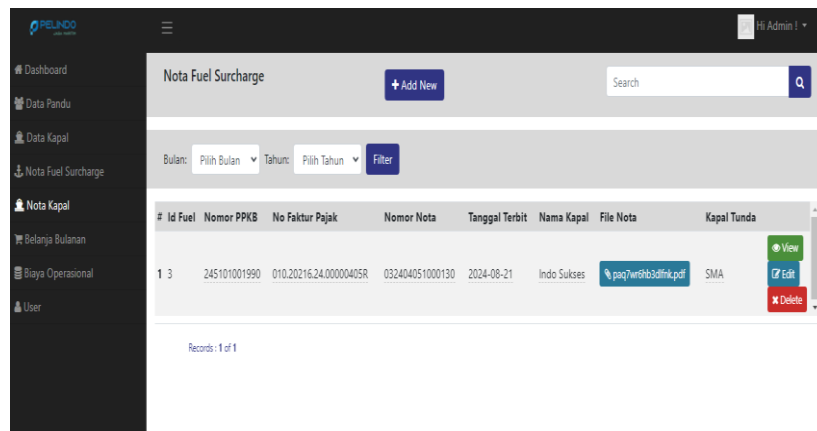 PELINDO
Hi Admin !
Dashboard
Data Pandu
Data Kapal
Nota Fuel Surcharge
Nota Kapal
Belanja Bulanan
Biaya Operasional
User
Nota Fuel Surcharge
+ Add New
Search
Bulan: Pilih Bulan Tahun: Pilih Tahun Filter
# Id Fuel Nomor PPKB No Faktur Pajak Nomor Nota Tanggal Terbit Nama Kapal File Nota Kapal Tunda
1 3 245101001990 010.20216.24.00000405R 032404051000130 2024-08-21 Indo Sukses paq7wr6hb3dlfnk.pdf SMA
View
Edit
Delete
Records : 1 of 1